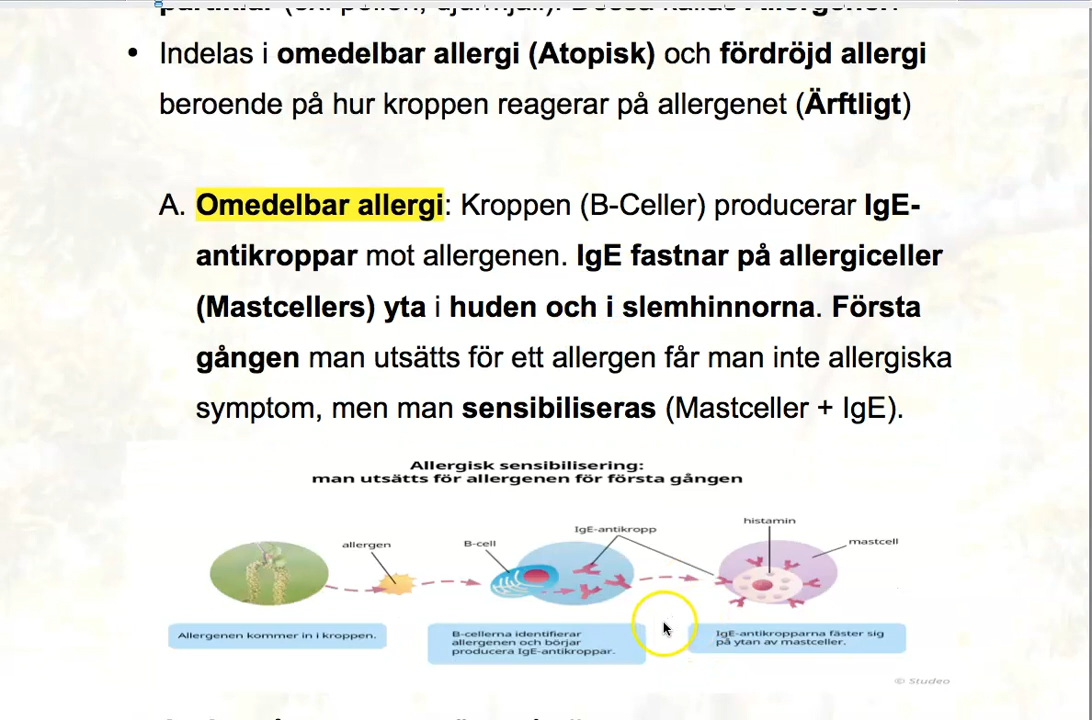 • Indelas i omedelbar allergi (Atopisk) och fördröjd allergi
beroende på hur kroppen reagerar på allergenet (Ärftligt)
A. Omedelbar allergi: Kroppen (B-Celler) producerar IgE-
antikroppar mot allergenen. IgE fastnar på allergiceller
(Mastcellers) yta i huden och i slemhinnorna. Första
gången man utsätts för ett allergen får man inte allergiska
symptom, men man sensibiliseras (Mastceller + IgE).
Allergisk sensibilisering:
man utsätts för allergenen för första gången
allergen
B-cell
IgE-antikropp
histamin
mastcell
Allergenen kommer in i kroppen.
B-cellerna identifierar
allergenen och börjar
producera IgE-antikroppar.
IgE-antikropparna fäster sig
på ytan av mastceller.
© Studeo